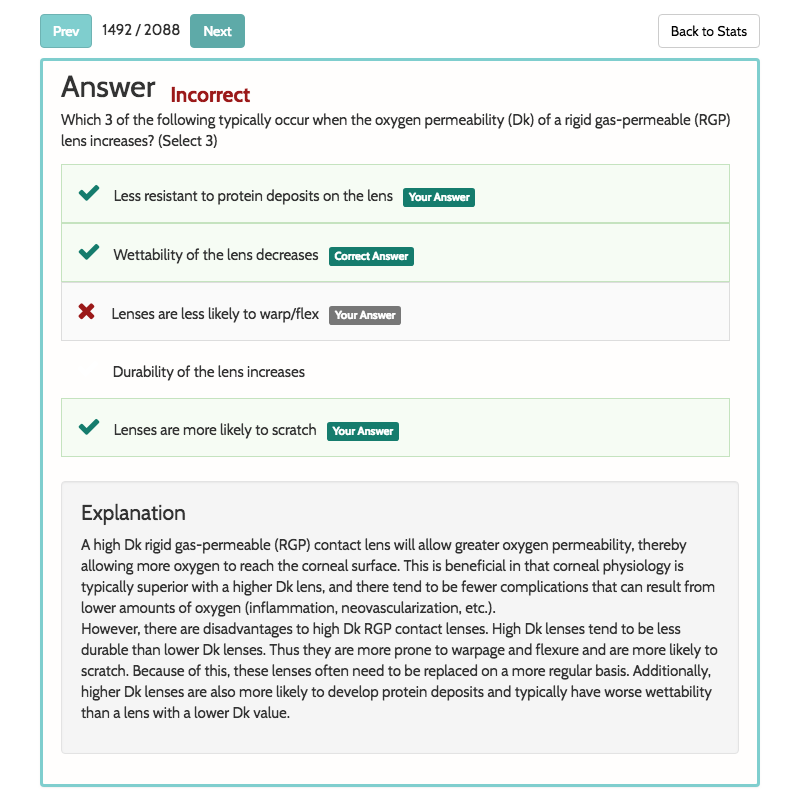 Prev 1492 / 2088 Next Back to Stats
Answer Incorrect
Which 3 of the following typically occur when the oxygen permeability (Dk) of a rigid gas-permeable (RGP)
lens increases? (Select 3)
Less resistant to protein deposits on the lens Your Answer
Wettability of the lens decreases Correct Answer
Lenses are less likely to warp/flex Your Answer
Durability of the lens increases
Lenses are more likely to scratch Your Answer
Explanation
A high Dk rigid gas-permeable (RGP) contact lens will allow greater oxygen permeability, thereby
allowing more oxygen to reach the corneal surface. This is beneficial in that corneal physiology is
typically superior with a higher Dk lens, and there tend to be fewer complications that can result from
lower amounts of oxygen (inflammation, neovascularization, etc.).
However, there are disadvantages to high Dk RGP contact lenses. High Dk lenses tend to be less
durable than lower Dk lenses. Thus they are more prone to warpage and flexure and are more likely to
scratch. Because of this, these lenses often need to be replaced on a more regular basis. Additionally,
higher Dk lenses are also more likely to develop protein deposits and typically have worse wettability
than a lens with a lower Dk value.